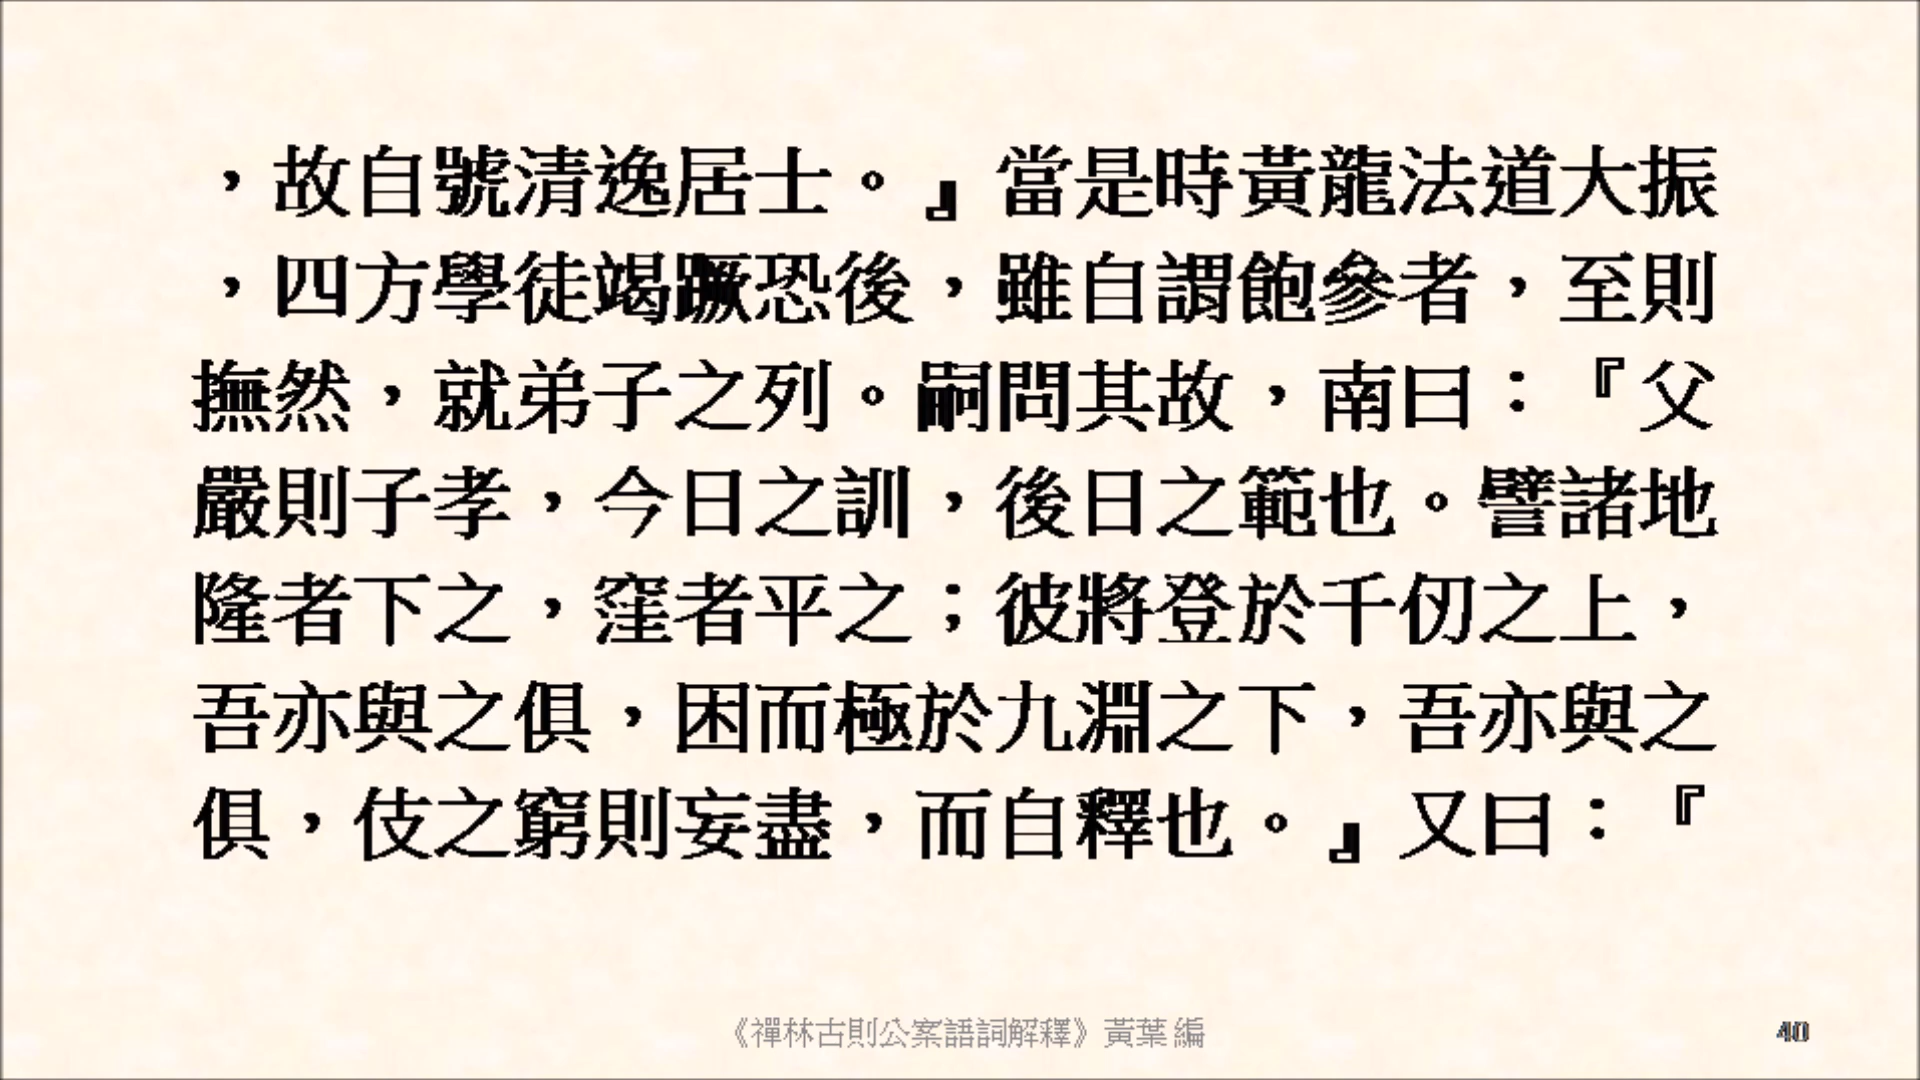 ，故自號清逸居士。』當是時黃龍法道大振
，四方學徒竭蹶恐後，雖自謂飽參者，至則
撫然，就弟子之列。嗣問其故，南曰：『父
嚴則子孝，今日之訓，後日之範也。譬諸地
隆者下之，窪者平之；彼將登於千仞之上，
吾亦與之俱，困而極於九淵之下，吾亦與之
俱，伎之窮則妄盡，而自釋也。』又曰：『
《禪林古則公案語詞解釋》黃葉 編
40